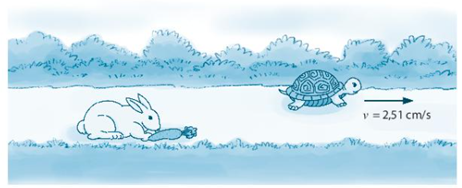 v = 2,51 cm/s